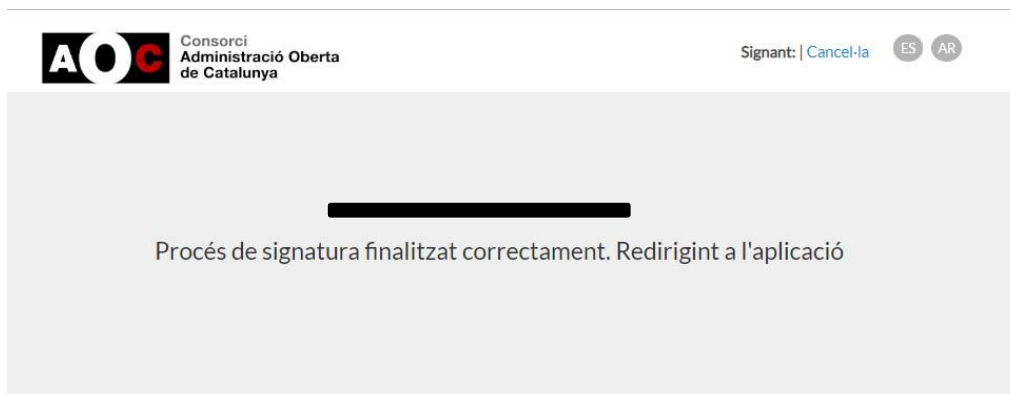 AOC
Consorci
Administració Oberta
de Catalunya
Signant: | Cancel·la
ES
AR
Procés de signatura finalitzat correctament. Redirigint a l'aplicació